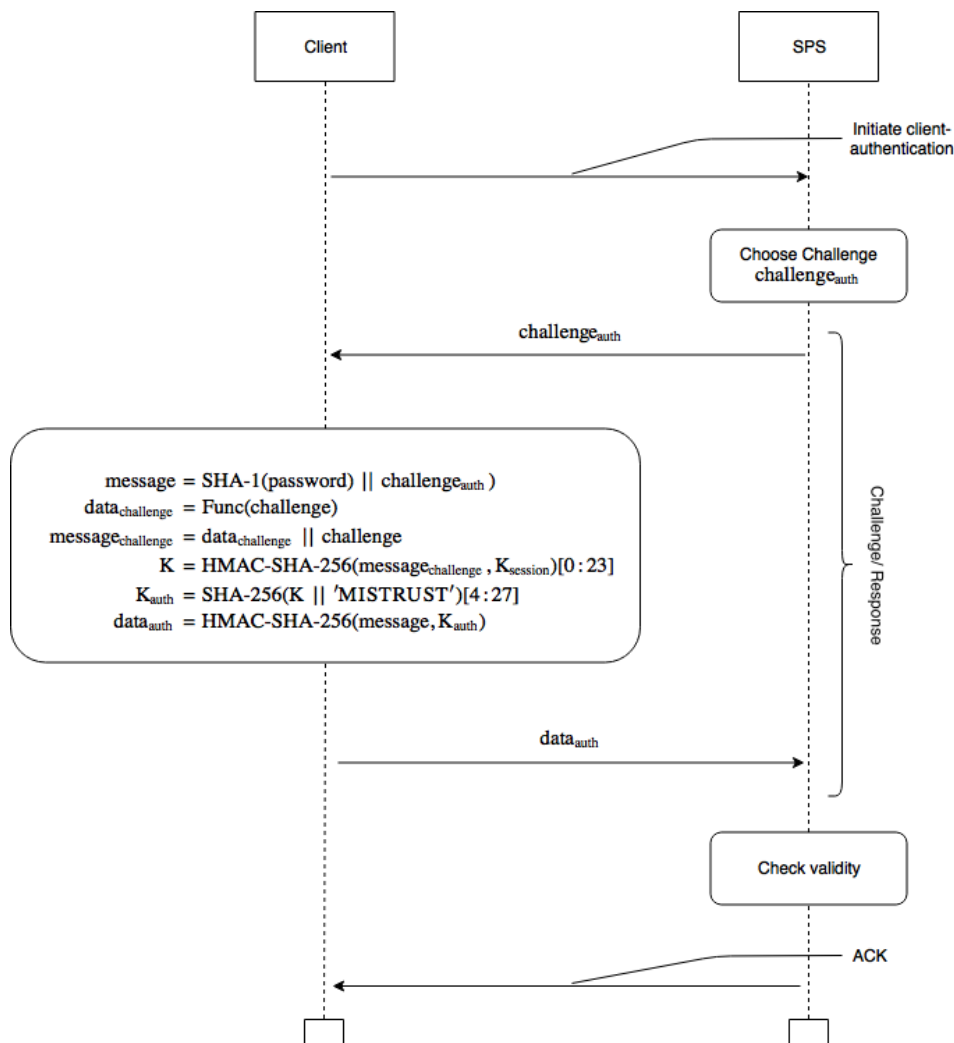 Client
SPS
Initiate client-
authentication
Choose Challenge
challengeauth
challengeauth
message = SHA-1(password) || challengeauth )
datachallenge = Func(challenge)
messagechallenge = datachallenge || challenge
K = HMAC-SHA-256(messagechallenge , Ksession)[0 : 23]
Kauth = SHA-256(K || 'MISTRUST')[4 : 27]
dataauth = HMAC-SHA-256(message, Kauth)
Challenge/ Response
dataauth
Check validity
ACK